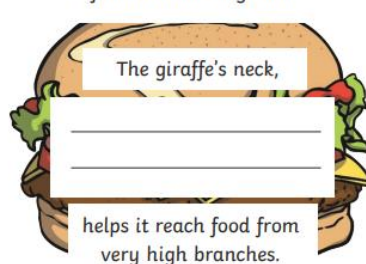 The giraffe's neck,
helps it reach food from
very high branches.